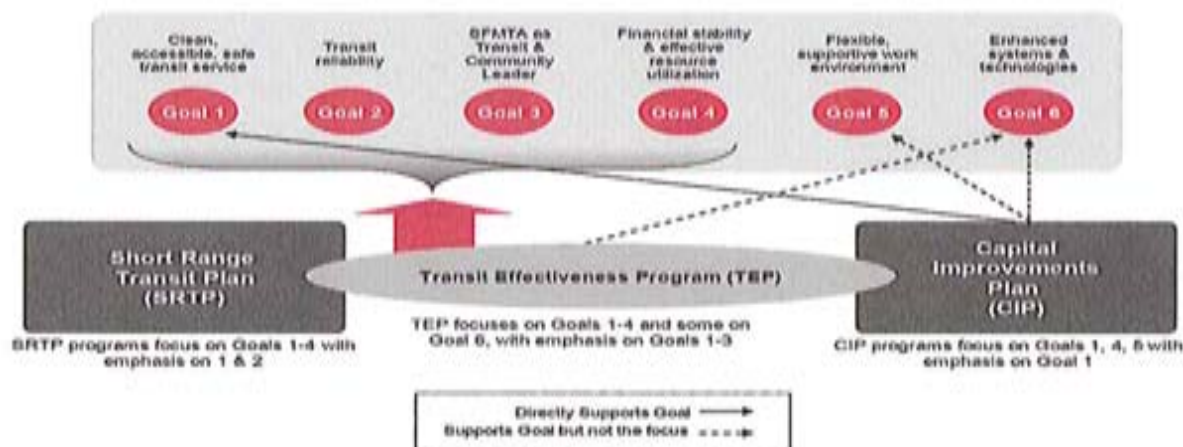 Clean,
accessible, safe
transit service
Goal 1
Transit
reliability
Goal 2
SFMTA as
Transit &
Community
Leader
Goal 3
Financial stability
& effective
resource
utilization
Goal 4
Flexible,
supportive work
environment
Goal 5
Enhanced
systems &
technologies
Goal 6
Short Range
Transit Plan
(SRTP)
SRTP programs focus on Goals 1-4 with
emphasis on 1 & 2
Transit Effectiveness Program (TEP)
TEP focuses on Goals 1-4 and some on
Goal 6, with emphasis on Goals 1-3
Capital
Improvements
Plan
(CIP)
CIP programs focus on Goals 1, 4, with
emphasis on Goal 1
Directly Supports Goal
Supports Goal but not the focus